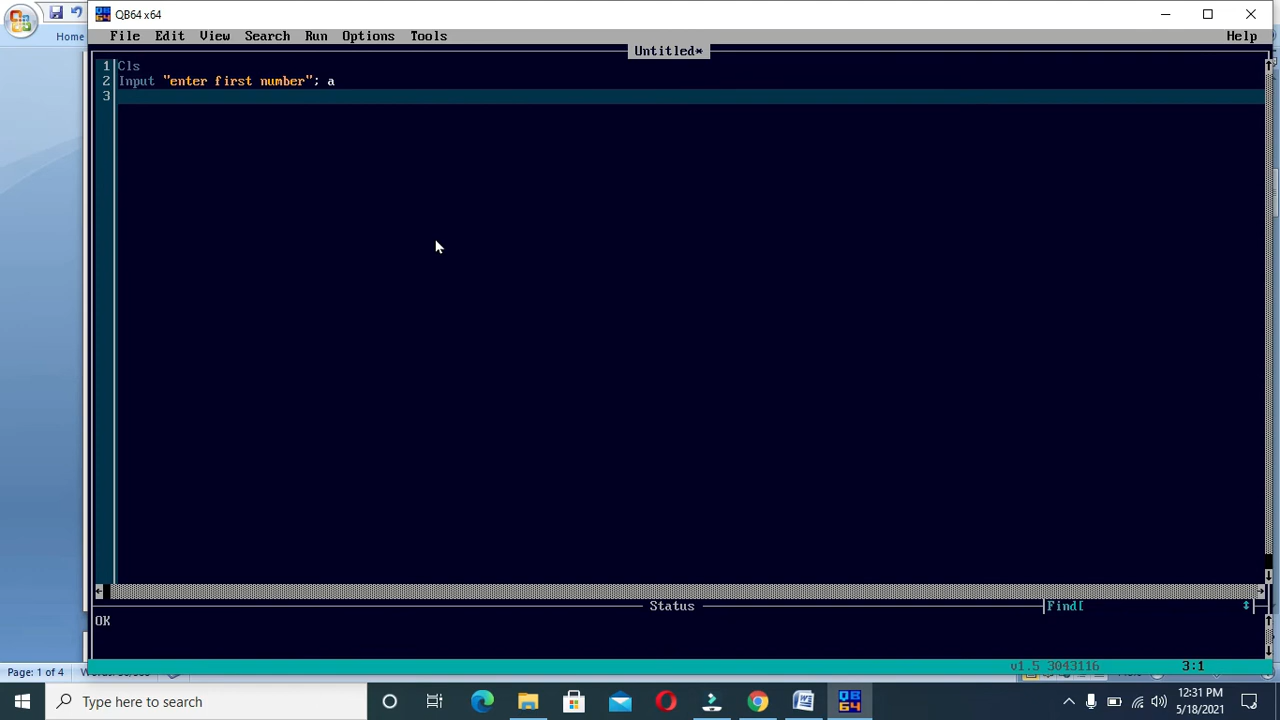 QB64 x64
Home
File Edit View Search Run Options Tools Help
Untitled*
1 Cls
2 Input "enter first number"; a
3
Status
Find[
OK
v1.5 3043116 3:1
Page: 1 of 4
Type here to search
12:31 PM
5/18/2021